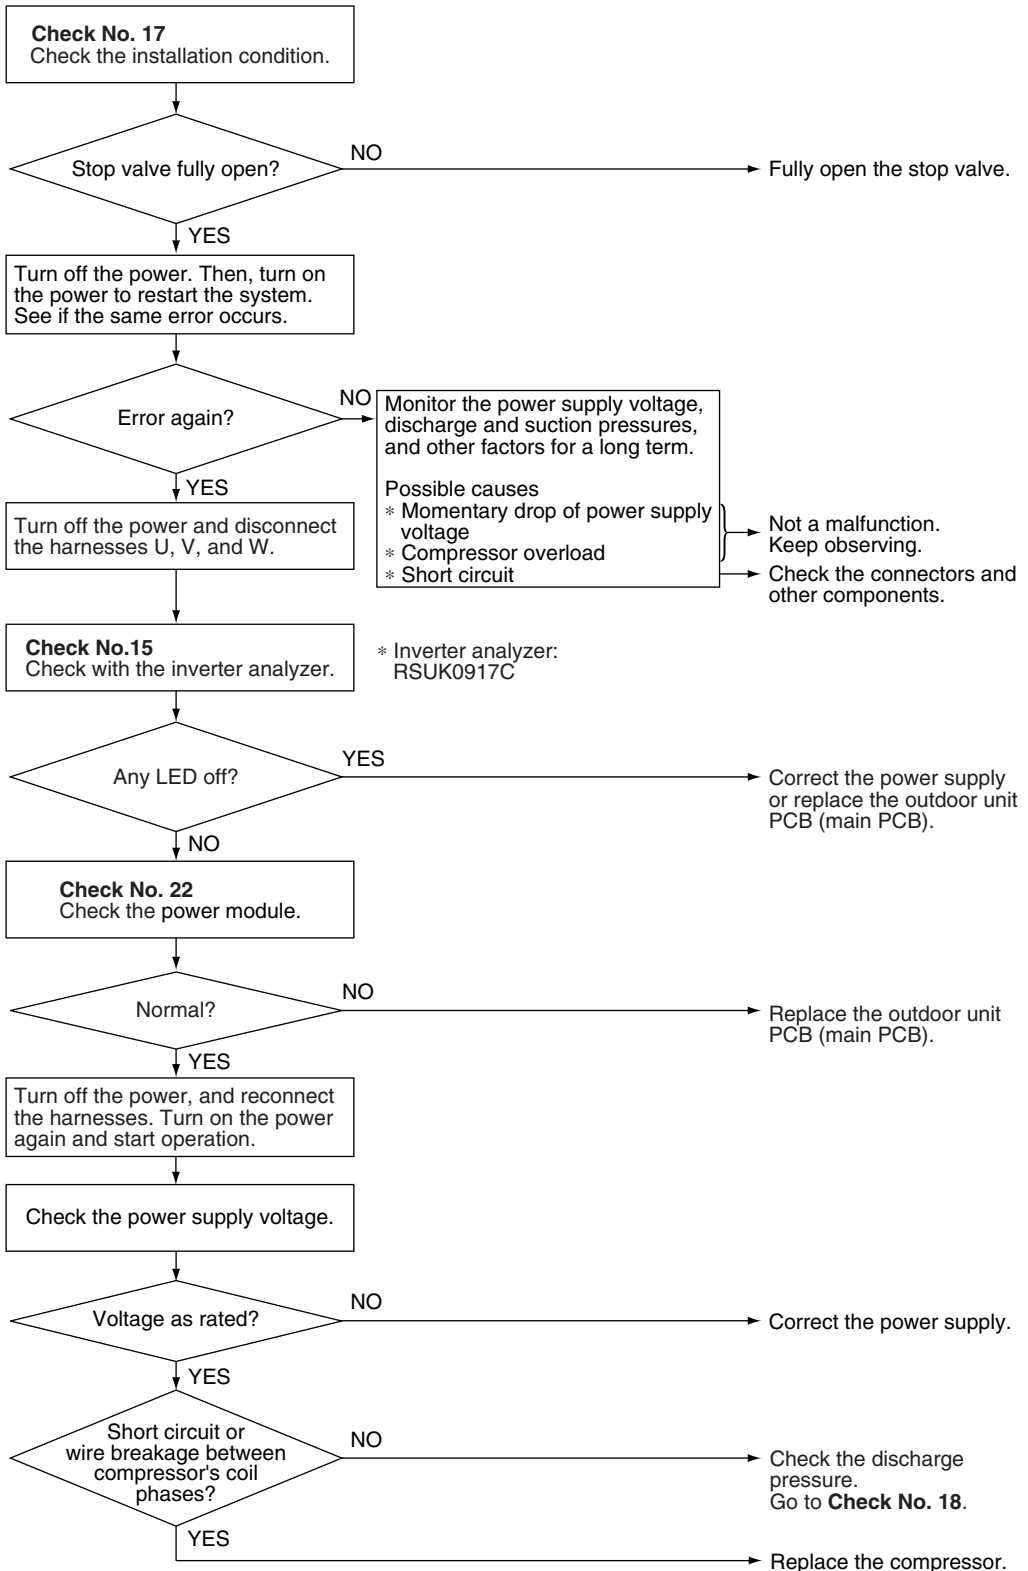 Check No. 17
Check the installation condition.
Stop valve fully open?
NO
Fully open the stop valve.
YES
Turn off the power. Then, turn on
the power to restart the system.
See if the same error occurs.
Error again?
NO
Monitor the power supply voltage,
discharge and suction pressures,
and other factors for a long term.
Possible causes
* Momentary drop of power supply
voltage
* Compressor overload
* Short circuit
Not a malfunction.
Keep observing.
Check the connectors and
other components.
YES
Turn off the power and disconnect
the harnesses U, V, and W.
Check No.15
Check with the inverter analyzer.
* Inverter analyzer:
RSUK0917C
Any LED off?
YES
Correct the power supply
or replace the outdoor unit
PCB (main PCB).
NO
Check No. 22
Check the power module.
Normal?
NO
Replace the outdoor unit
PCB (main PCB).
YES
Turn off the power, and reconnect
the harnesses. Turn on the power
again and start operation.
Check the power supply voltage.
Voltage as rated?
NO
Correct the power supply.
YES
Short circuit or
wire breakage between
compressor's coil
phases?
NO
Check the discharge
pressure.
Go to Check No. 18.
YES
Replace the compressor.